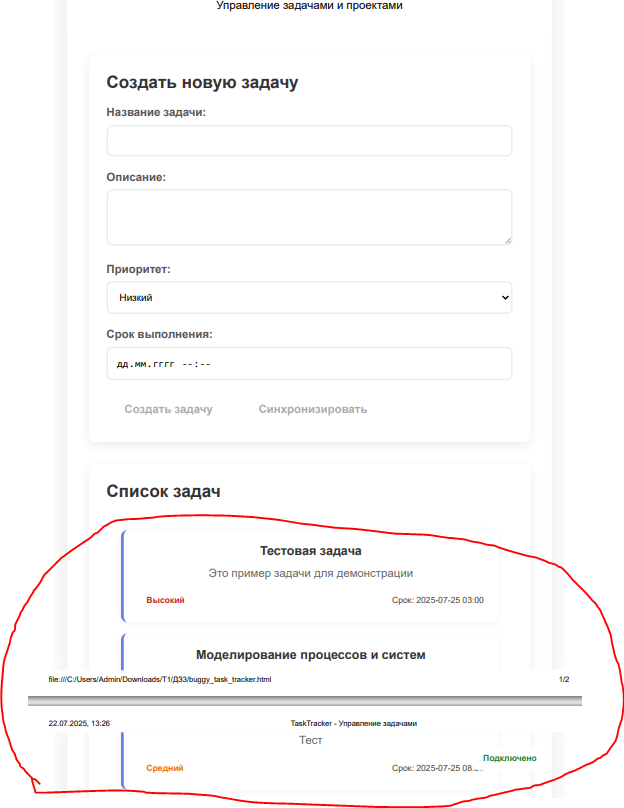 Управление задачами и проектами
Создать новую задачу
Название задачи:
Описание:
Приоритет:
Низкий
Срок выполнения:
дд.мм.гггг --:--
Создать задачу Синхронизировать
Список задач
Тестовая задача
Это пример задачи для демонстрации
Высокий Срок: 2025-07-25 03:00
Моделирование процессов и систем
file:///C:/Users/Admin/Downloads/T1/ДЗ3/buggy_task_tracker.html 1/2
22.07.2025, 13:26 TaskTracker - Управление задачами
Тест
Подключено
Средний Срок: 2025-07-25 08: